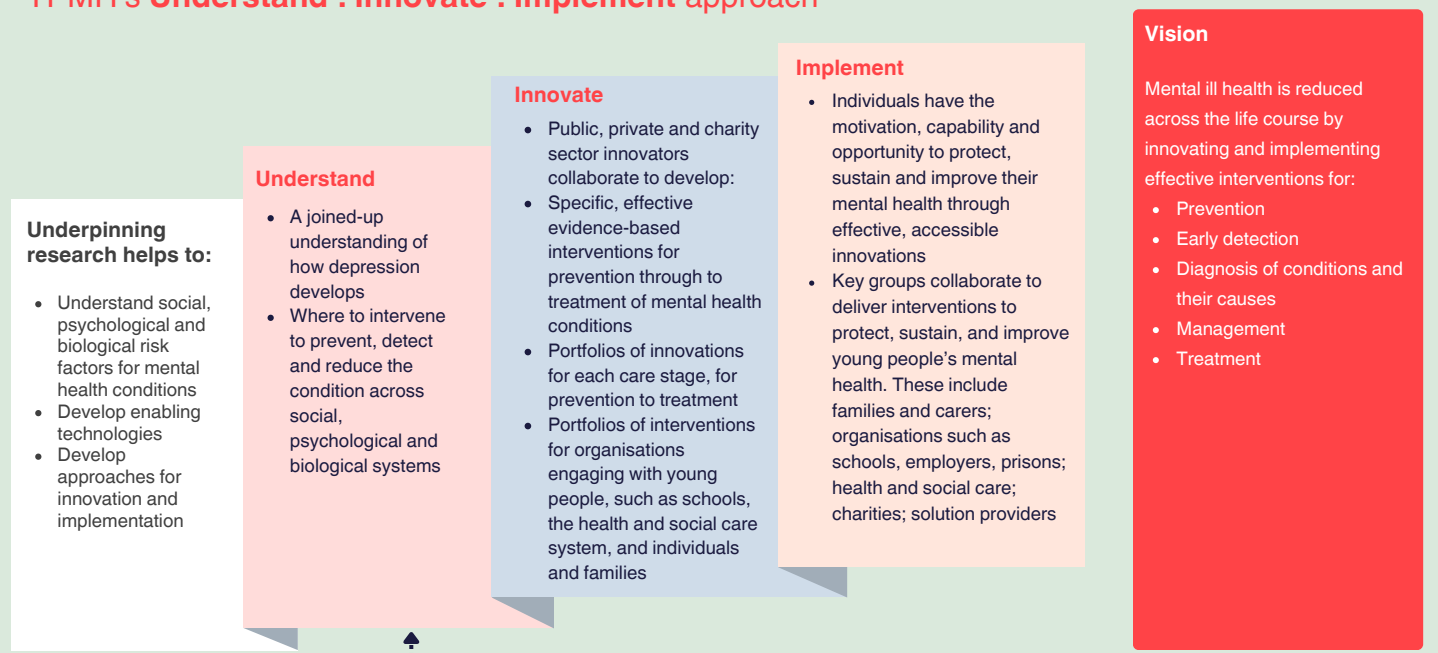 Understand : Innovate : Implement approach
Underpinning
research helps to:
Understand social,
psychological and
biological risk
factors for mental
health conditions
Develop enabling
technologies
Develop
approaches for
innovation and
implementation
Understand
A joined-up
understanding of
how depression
develops
Where to intervene
to prevent, detect
and reduce the
condition across
social,
psychological and
biological systems
Innovate
Public, private and charity
sector innovators
collaborate to develop:
Specific, effective
evidence-based
interventions for
prevention through to
treatment of mental health
conditions
Portfolios of innovations
for each care stage, for
prevention to treatment
Portfolios of interventions
for organisations
engaging with young
people, such as schools,
the health and social care
system, and individuals
and families
Implement
Individuals have the
motivation, capability and
opportunity to protect,
sustain and improve their
mental health through
effective, accessible
innovations
Key groups collaborate to
deliver interventions to
protect, sustain, and improve
young people’s mental
health. These include
families and carers;
organisations such as
schools, employers, prisons;
health and social care;
charities; solution providers
Vision
Mental ill health is reduced
across the life course by
innovating and implementing
effective interventions for:
Prevention
Early detection
Diagnosis of conditions and
their causes
Management
Treatment